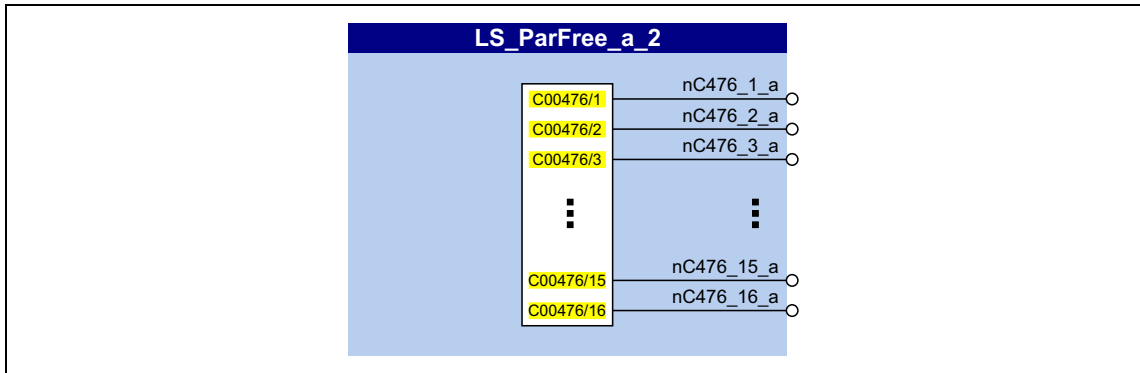 LS_ParFree_a_2
C00476/1 nC476_1_a
C00476/2 nC476_2_a
C00476/3 nC476_3_a
C00476/15 nC476_15_a
C00476/16 nC476_16_a